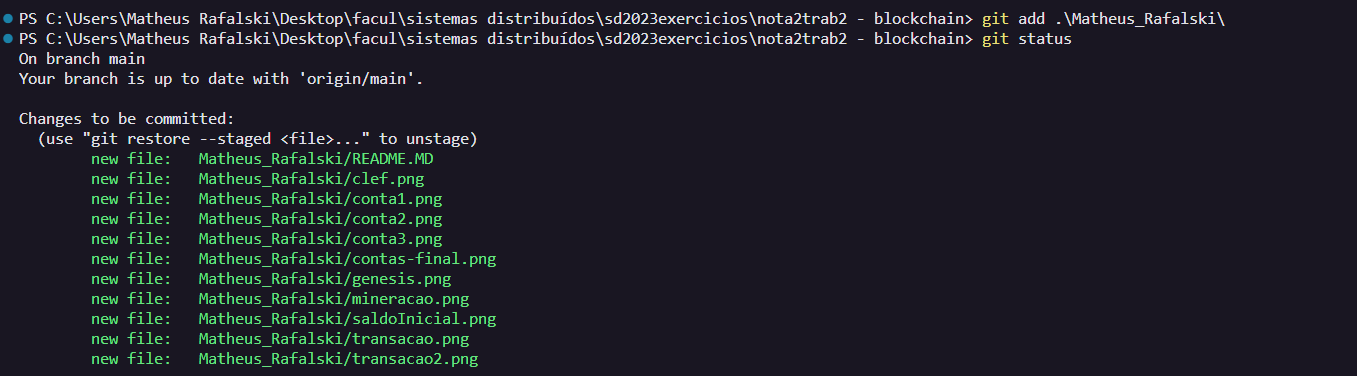 PS C:\Users\Matheus Rafalski\Desktop\facul\sistemas distribuídos\sd2023exercicios\nota2trab2 - blockchain> git add .\Matheus_Rafalski\
PS C:\Users\Matheus Rafalski\Desktop\facul\sistemas distribuídos\sd2023exercicios\nota2trab2 - blockchain> git status
On branch main
Your branch is up to date with 'origin/main'.
Changes to be committed:
(use "git restore --staged <file>..." to unstage)
new file: Matheus_Rafalski/README.MD
new file: Matheus_Rafalski/clef.png
new file: Matheus_Rafalski/conta1.png
new file: Matheus_Rafalski/conta2.png
new file: Matheus_Rafalski/conta3.png
new file: Matheus_Rafalski/contas-final.png
new file: Matheus_Rafalski/genesis.png
new file: Matheus_Rafalski/mineracao.png
new file: Matheus_Rafalski/saldoInicial.png
new file: Matheus_Rafalski/transacao.png
new file: Matheus_Rafalski/transacao2.png